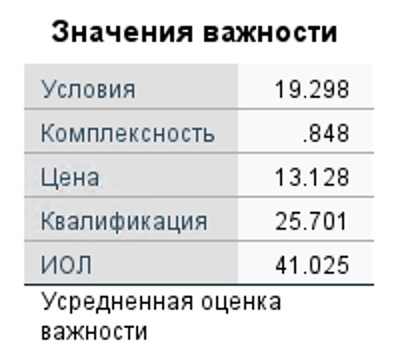 Значения важности
Условия 19.298
Комплексность .848
Цена 13.128
Квалификация 25.701
ИОЛ 41.025
Усредненная оценка
важности